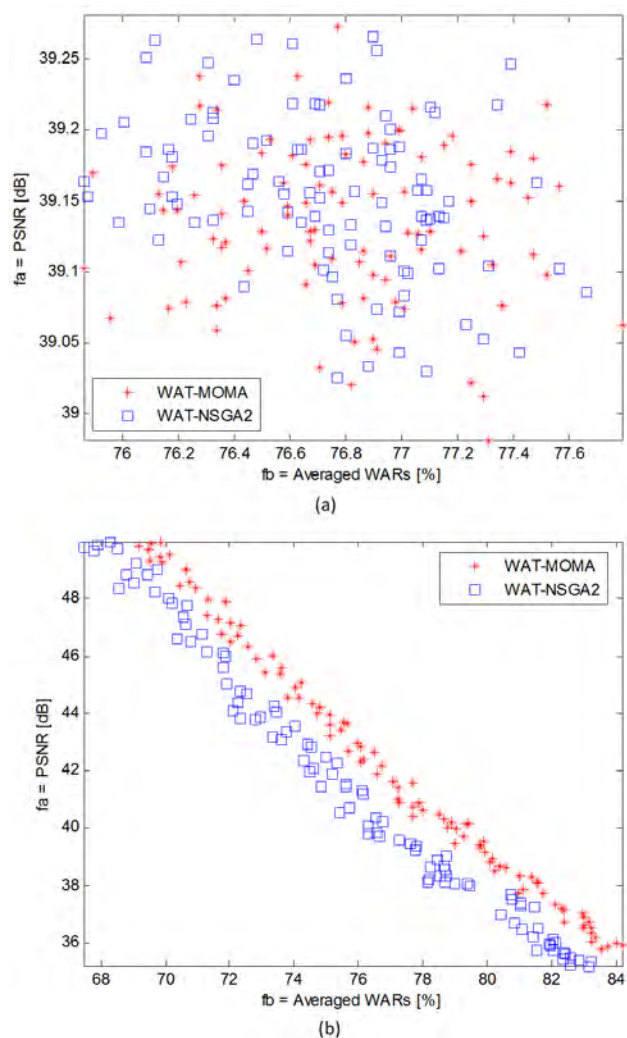 39.25
39.2
39.15
39.1
39.05
39
fa = PSNR [dB]
WAT-MOMA
WAT-NSGA2
76 76.2 76.4 76.6 76.8 77 77.2 77.4 77.6
fb = Averaged WARs [%]
(a)
48
46
44
42
40
38
36
fa = PSNR [dB]
WAT-MOMA
WAT-NSGA2
68 70 72 74 76 78 80 82 84
fb = Averaged WARs [%]
(b)